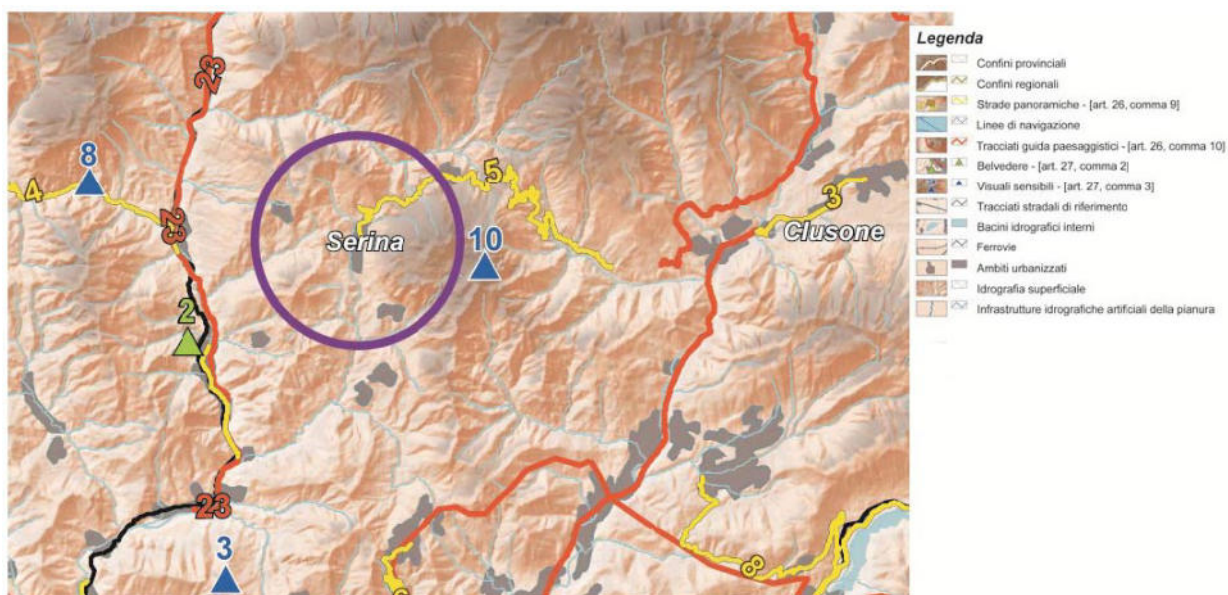 23
8
4
5
3
23
Serina
10
Clusone
2
23
3
8
Legenda
Confini provinciali
Confini regionali
Strade panoramiche - [art. 26, comma 9]
Linee di navigazione
Tracciati guida paesaggistici - [art. 26, comma 10]
Belvedere - [art. 27, comma 2]
Visuali sensibili - [art. 27, comma 3]
Tracciati stradali di riferimento
Bacini idrografici interni
Ferrovie
Ambiti urbanizzati
Idrografia superficiale
Infrastrutture idrografiche artificiali della pianura